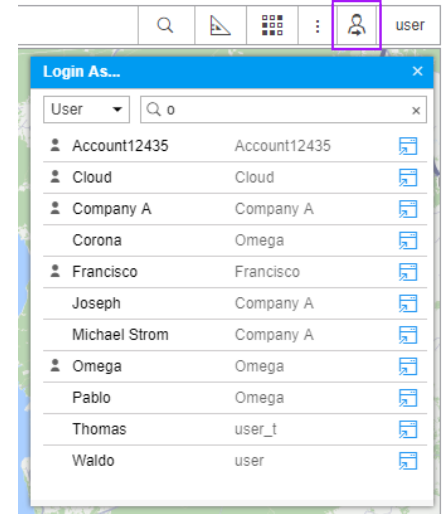 user
Login As... ×
User o ×
Account12435 Account12435
Cloud Cloud
Company A Company A
Corona Omega
Francisco Francisco
Joseph Company A
Michael Strom Company A
Omega Omega
Pablo Omega
Thomas user_t
Waldo user